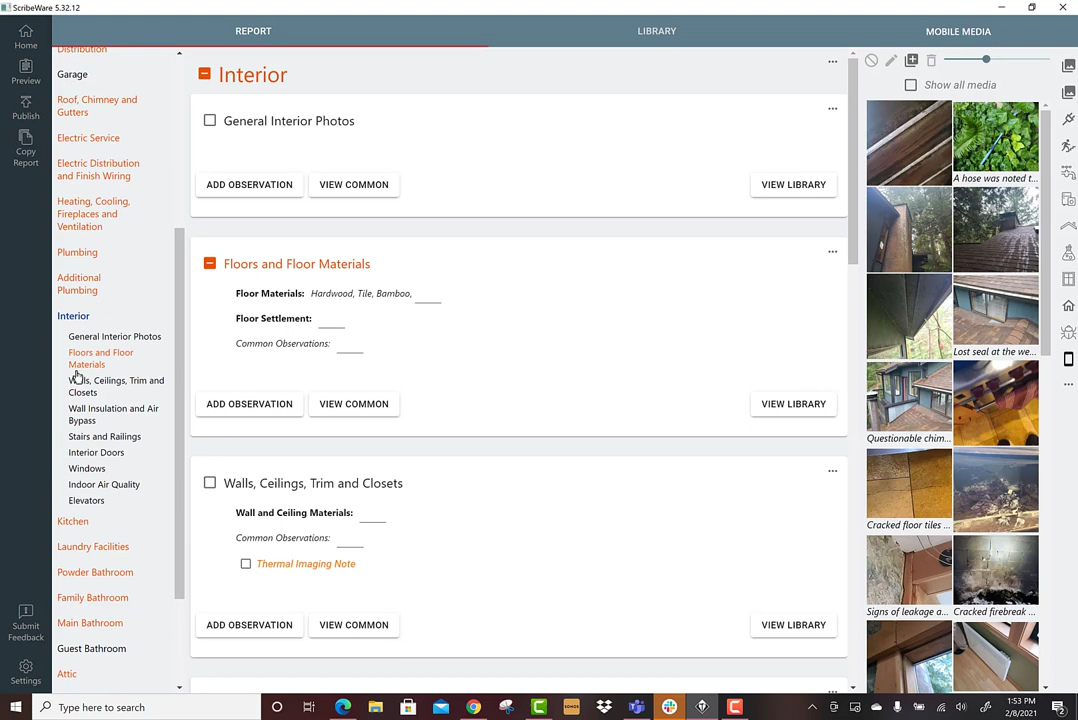 ScribeWare 5.32.12
Home
Preview
Publish
Copy
Report
Submit
Feedback
Settings
REPORT
LIBRARY
MOBILE MEDIA
Distribution
Garage
Roof, Chimney and
Gutters
Electric Service
Electric Distribution
and Finish Wiring
Heating, Cooling,
Fireplaces and
Ventilation
Plumbing
Additional
Plumbing
Interior
General Interior Photos
Floors and Floor
Materials
Walls, Ceilings, Trim and
Closets
Wall Insulation and Air
Bypass
Stairs and Railings
Interior Doors
Windows
Indoor Air Quality
Elevators
Kitchen
Laundry Facilities
Powder Bathroom
Family Bathroom
Main Bathroom
Guest Bathroom
Attic
Interior
General Interior Photos
ADD OBSERVATION
VIEW COMMON
VIEW LIBRARY
Floors and Floor Materials
Floor Materials: Hardwood, Tile, Bamboo,
Floor Settlement:
Common Observations:
ADD OBSERVATION
VIEW COMMON
VIEW LIBRARY
Walls, Ceilings, Trim and Closets
Wall and Ceiling Materials:
Common Observations:
Thermal Imaging Note
ADD OBSERVATION
VIEW COMMON
VIEW LIBRARY
Show all media
A hose was noted t...
Lost seal at the we...
Questionable chim...
Cracked floor tiles ...
Signs of leakage a...
Cracked firebreak ...
Type here to search
SONOS
1:53 PM
2/8/2021